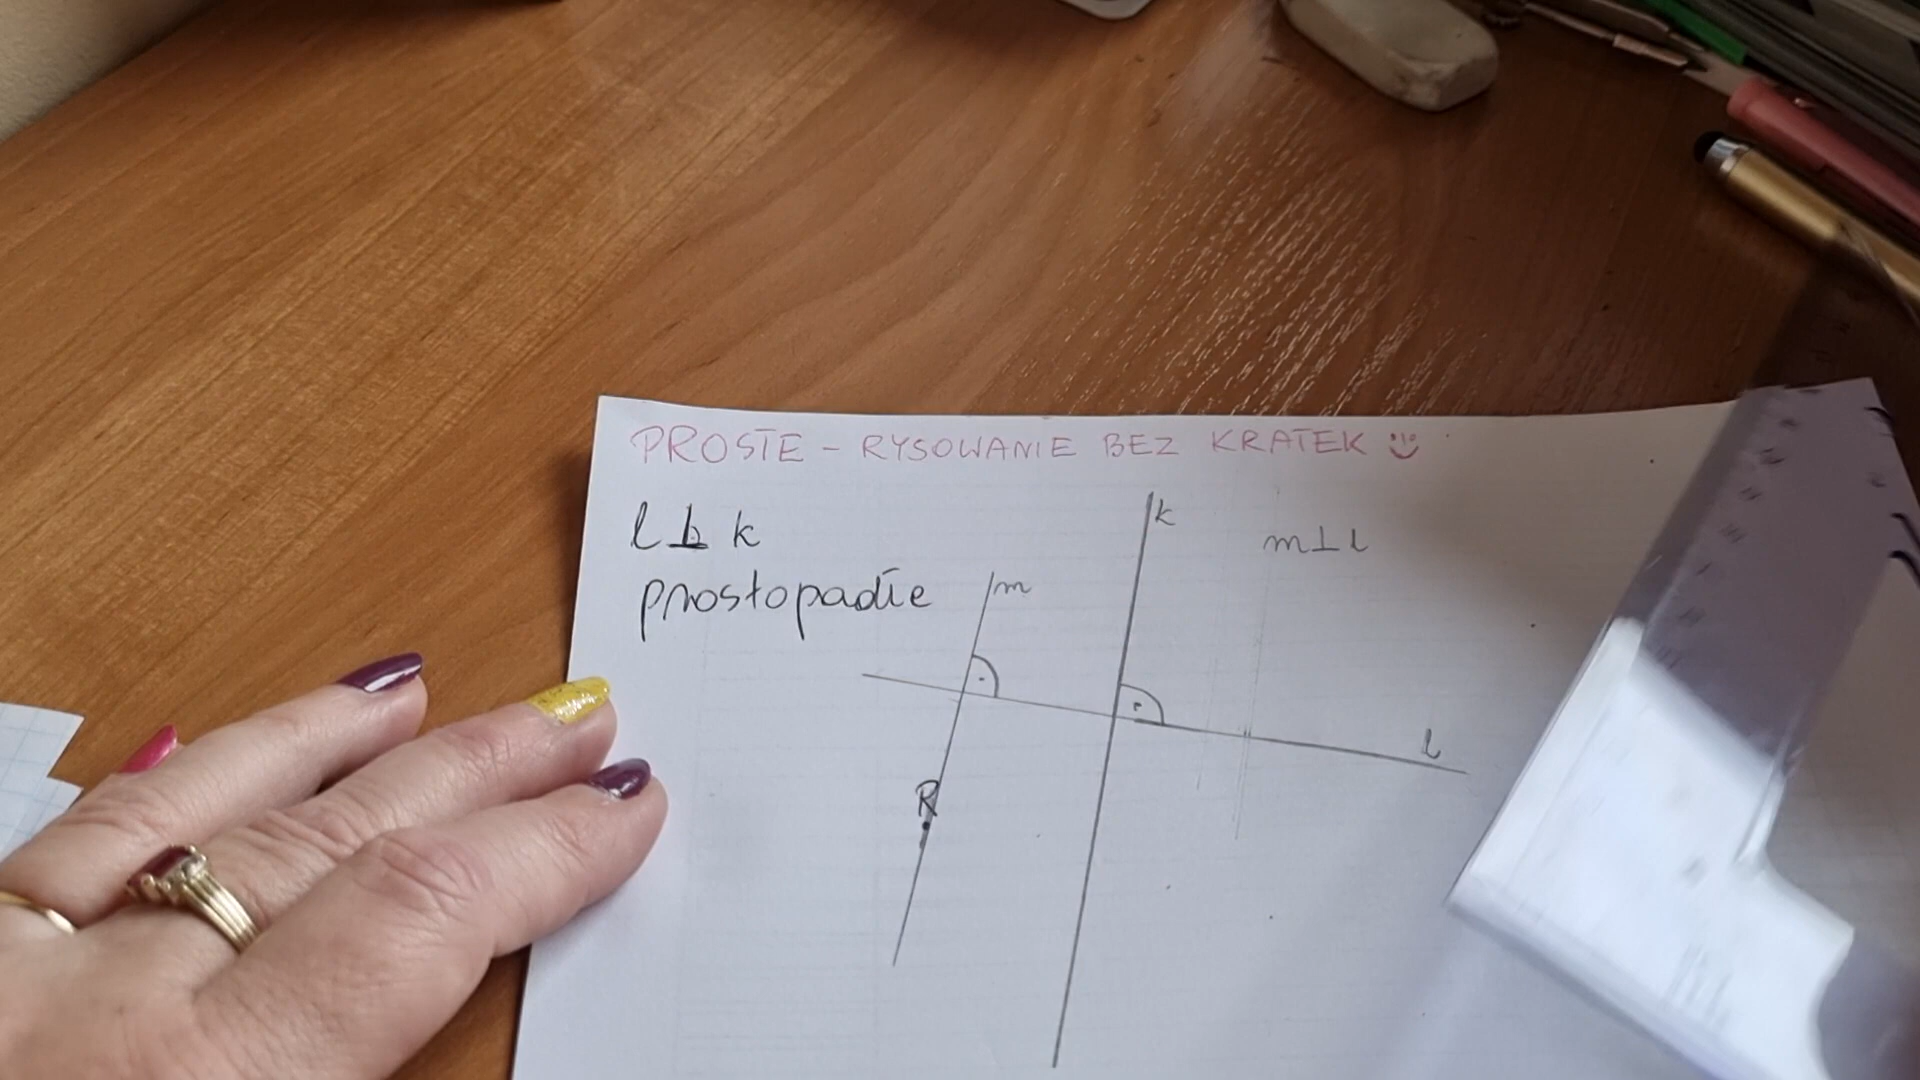 PROSTE - RYSOWANIE BEZ KRATEK
l ⊥ k
prostopadłe
m
k
m ⊥ l
l
R